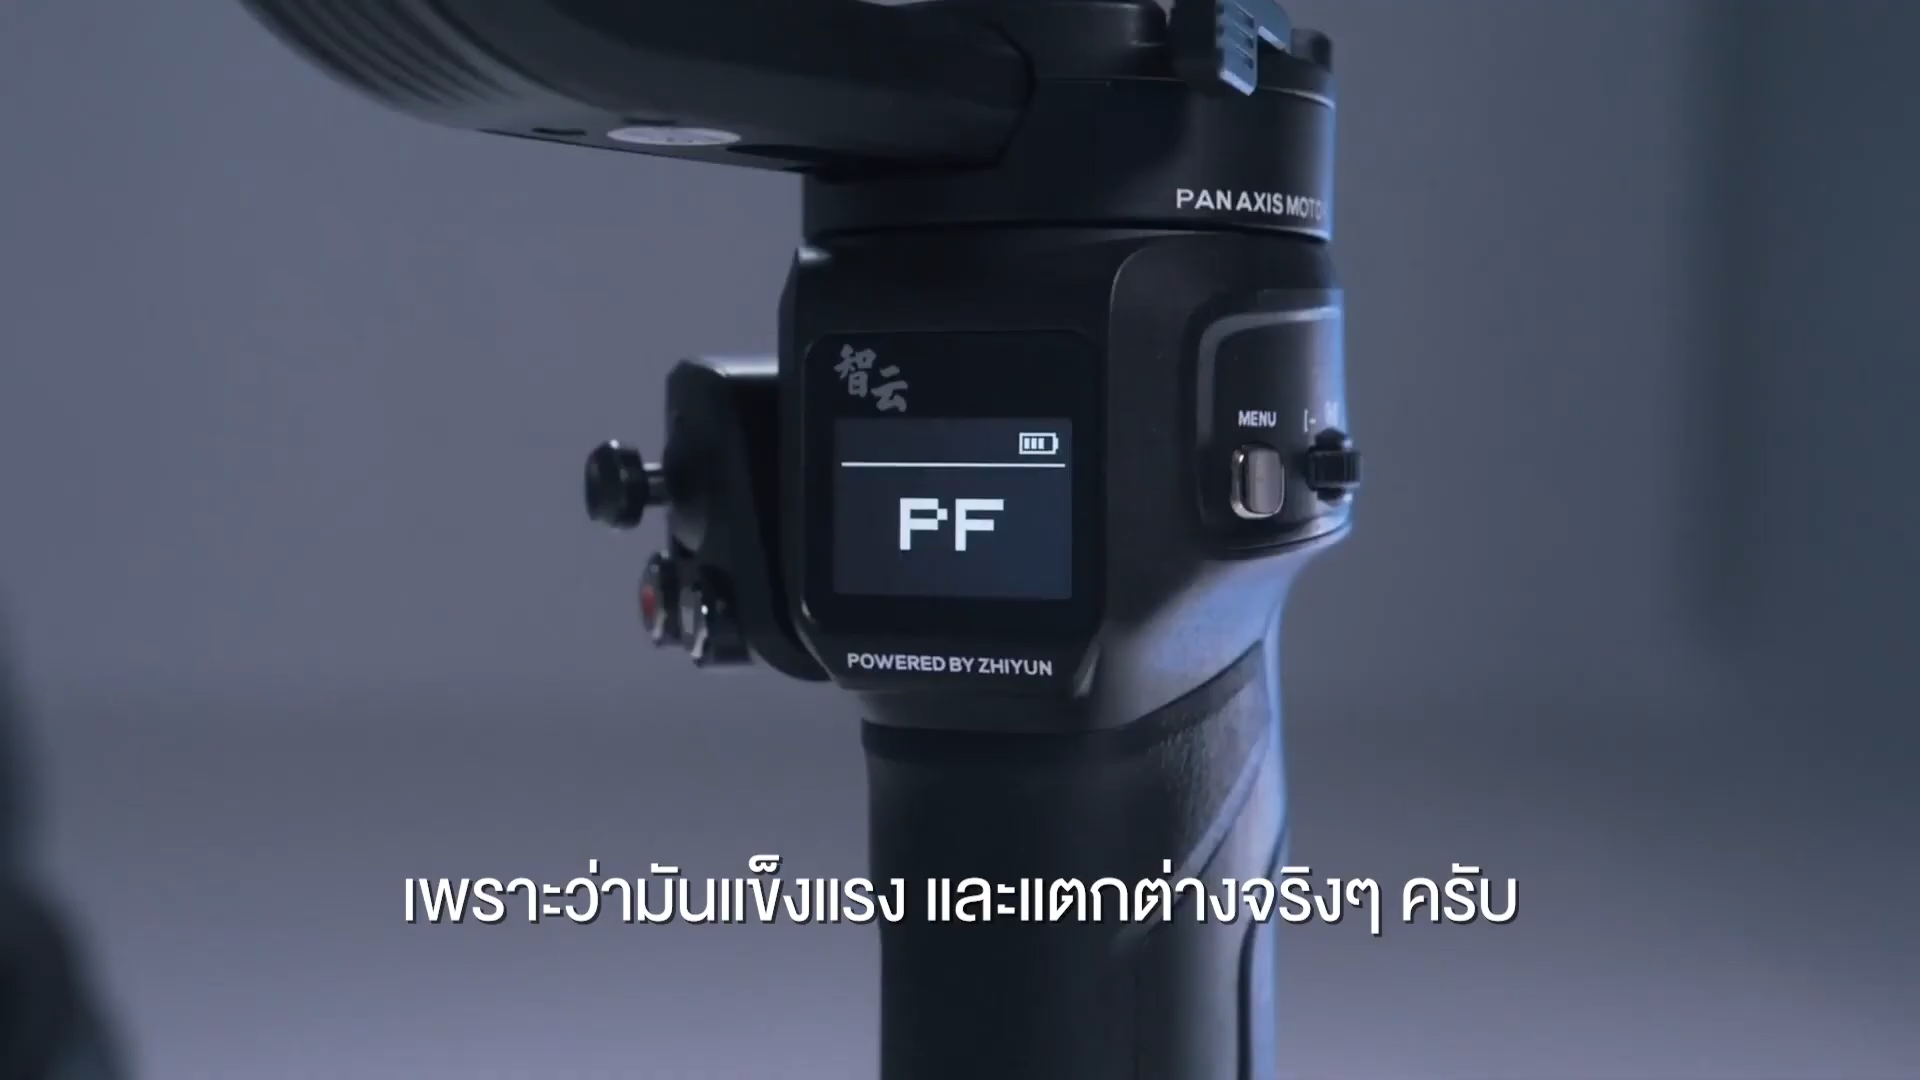 PAN AXIS MOTOR
智云
MENU
PF
POWERED BY ZHIYUN
เพราะว่ามันแข็งแรง และแตกต่างจริงๆ ครับ